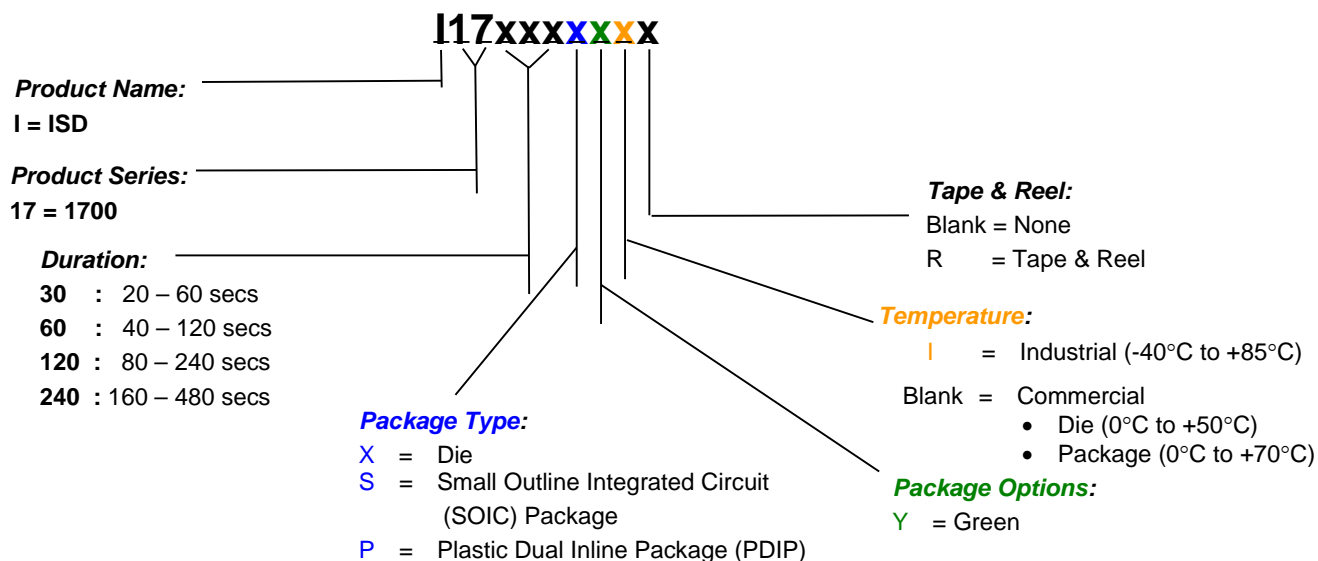 I17xxxxxxx
Product Name:
I = ISD
Product Series:
17 = 1700
Duration:
30 : 20 – 60 secs
60 : 40 – 120 secs
120 : 80 – 240 secs
240 : 160 – 480 secs
Package Type:
X = Die
S = Small Outline Integrated Circuit
(SOIC) Package
P = Plastic Dual Inline Package (PDIP)
Tape & Reel:
Blank = None
R = Tape & Reel
Temperature:
I = Industrial (-40°C to +85°C)
Blank = Commercial
• Die (0°C to +50°C)
• Package (0°C to +70°C)
Package Options:
Y = Green